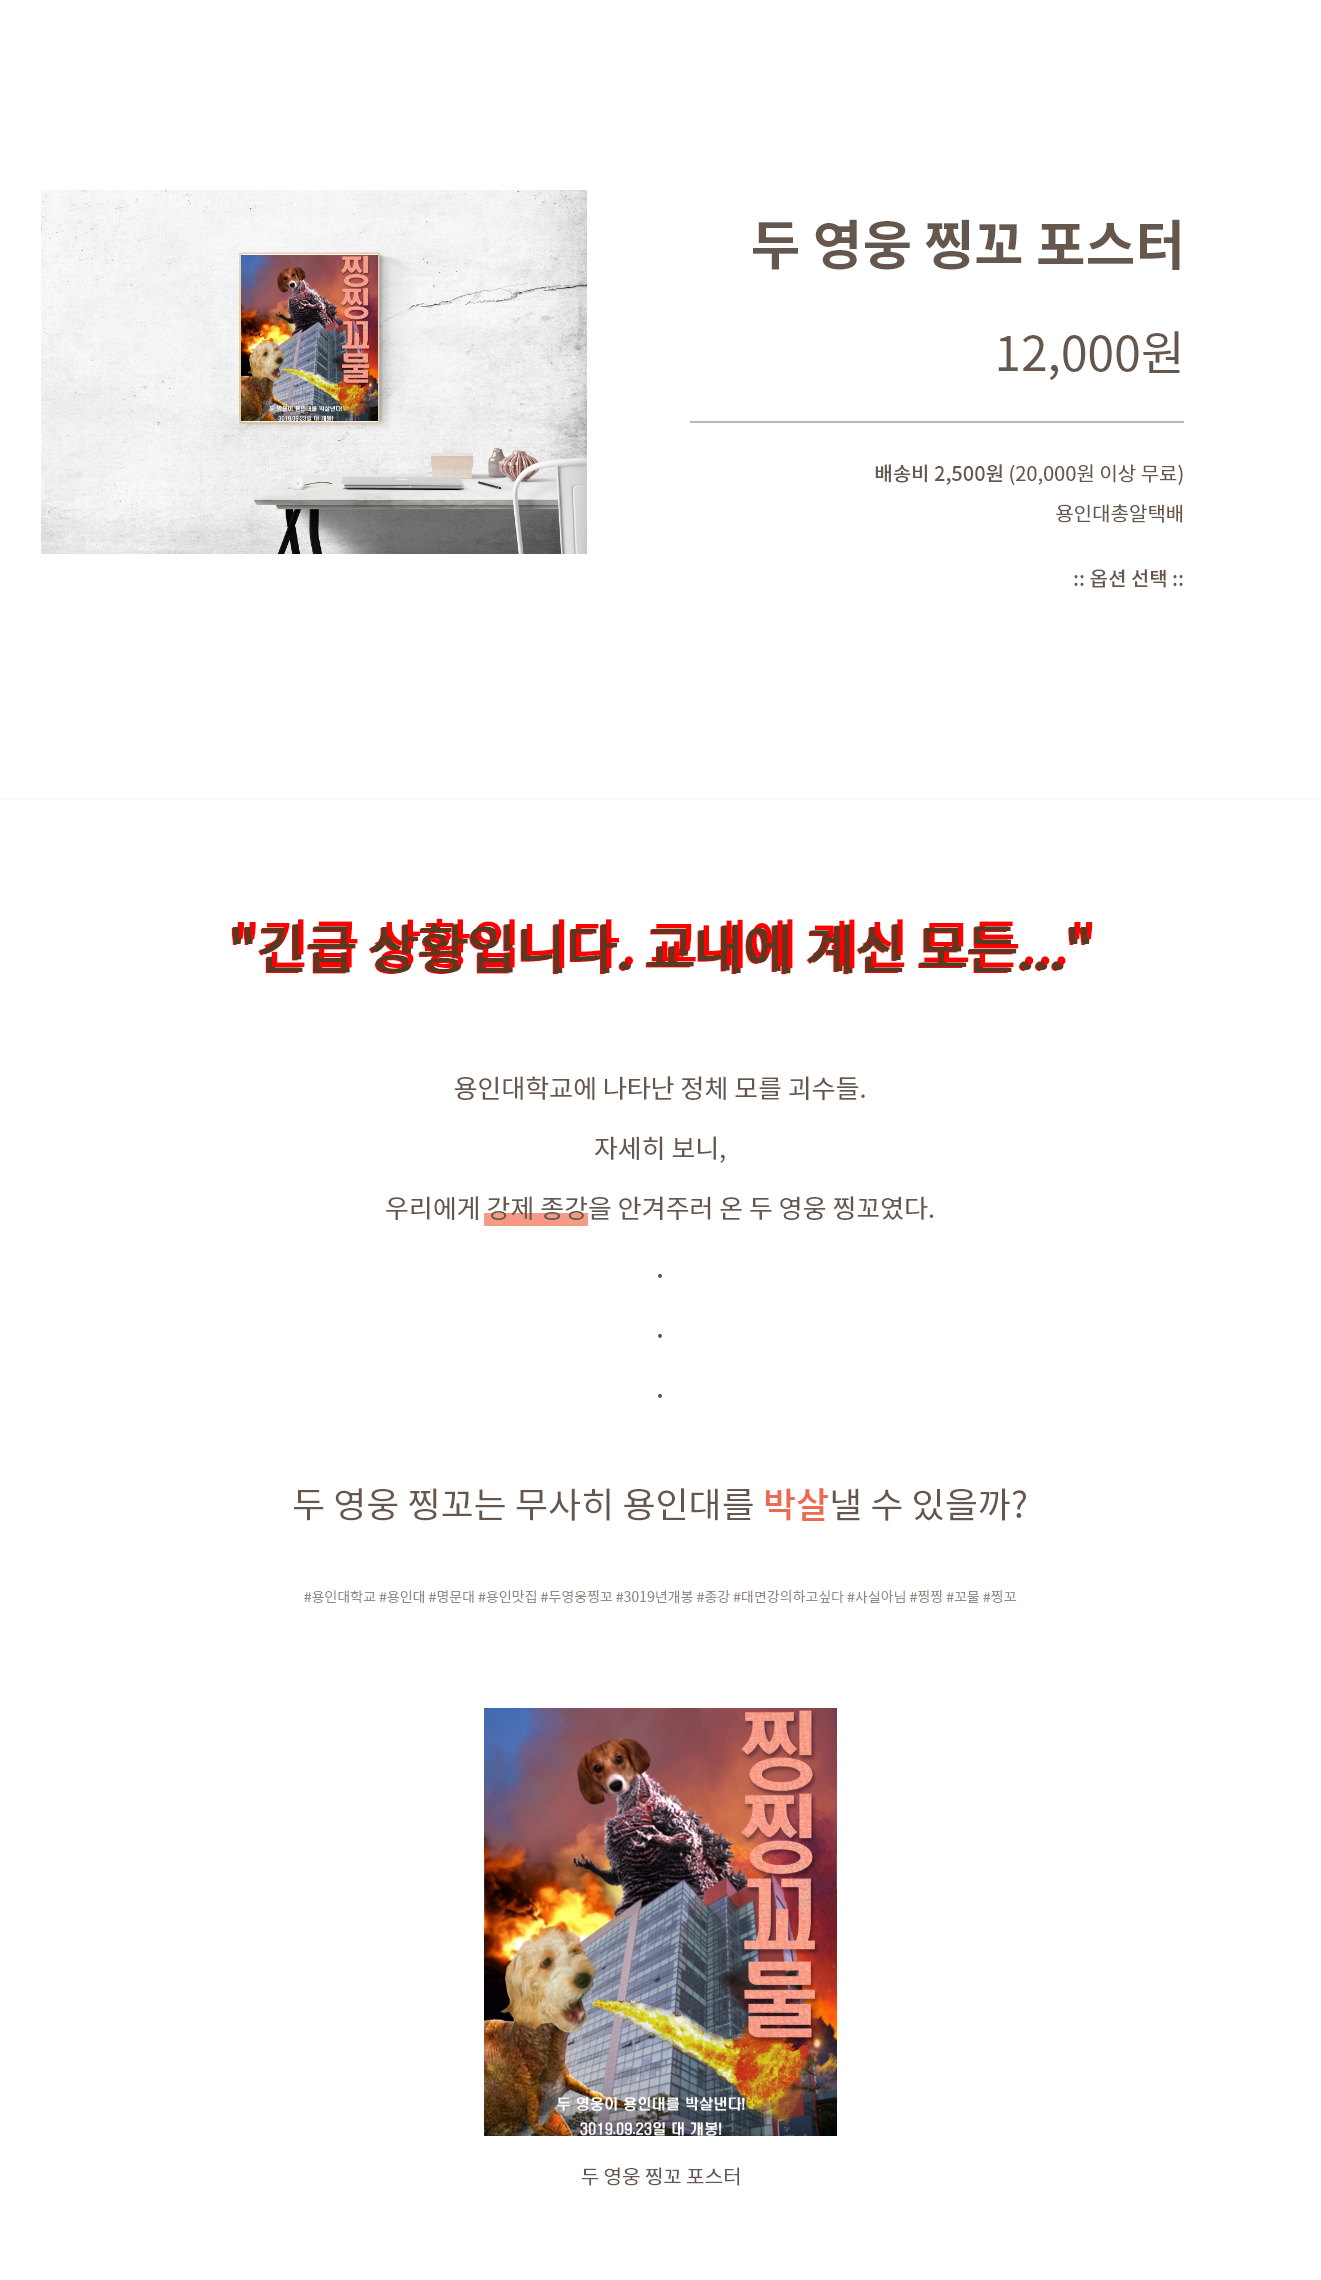 찡찡꼬물
두 영웅이 용인대를 박살낸다!
3019.09.23일 대 개봉!
두 영웅 찡꼬 포스터
12,000원
배송비 2,500원 (20,000원 이상 무료)
용인대총알택배
:: 옵션 선택 ::
"긴급 상황입니다. 교내에 계신 모든..."
용인대학교에 나타난 정체 모를 괴수들.
자세히 보니,
우리에게 강제 종강을 안겨주러 온 두 영웅 찡꼬였다.
.
.
.
두 영웅 찡꼬는 무사히 용인대를 박살낼 수 있을까?
#용인대학교 #용인대 #명문대 #용인맛집 #두영웅찡꼬 #3019년개봉 #종강 #대면강의하고싶다 #사실아님 #찡찡 #꼬물 #찡꼬
찡찡꼬물
두 영웅이 용인대를 박살낸다!
3019.09.23일 대 개봉!
두 영웅 찡꼬 포스터